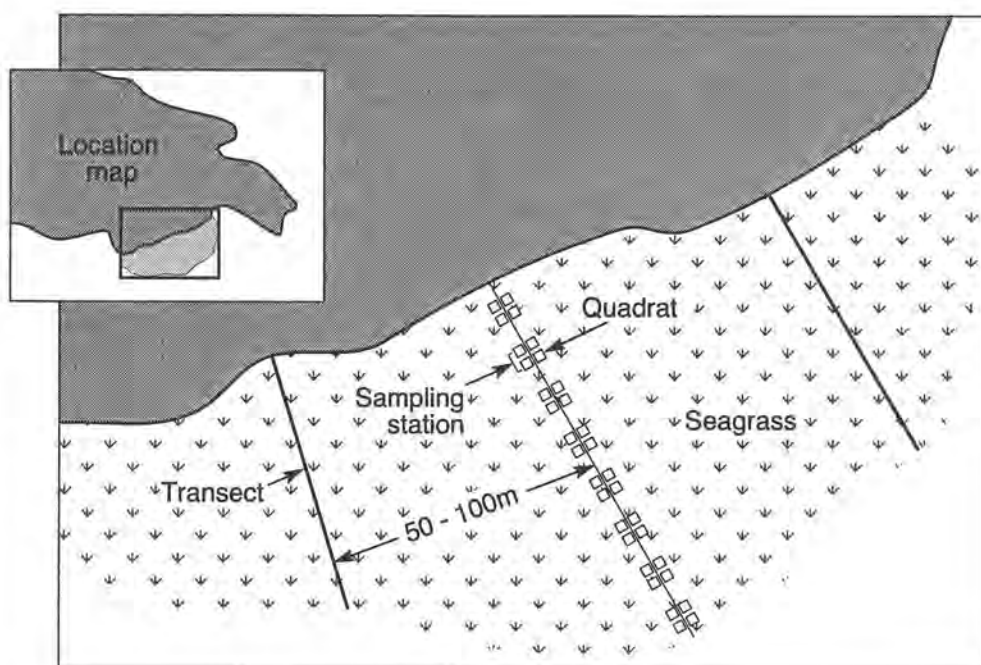 Location
map
Quadrat
Sampling
station
Seagrass
Transect
50 - 100m